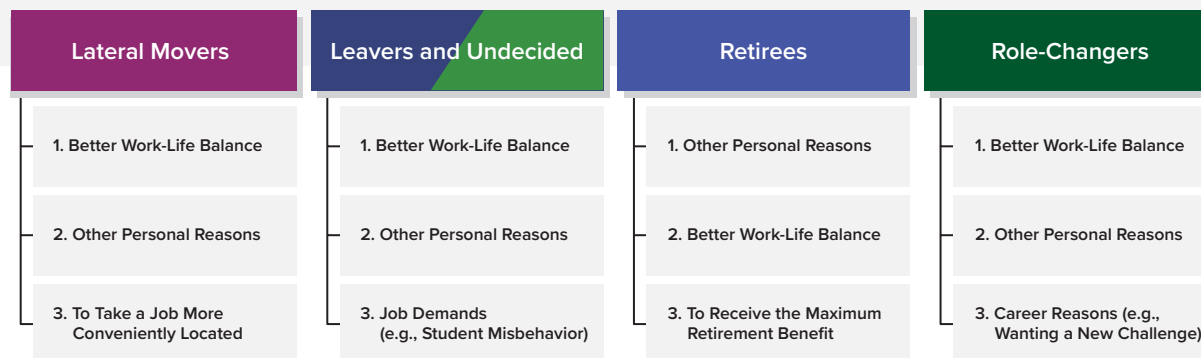 Lateral Movers
1. Better Work-Life Balance
2. Other Personal Reasons
3. To Take a Job More
Conveniently Located
Leavers and Undecided
1. Better Work-Life Balance
2. Other Personal Reasons
3. Job Demands
(e.g., Student Misbehavior)
Retirees
1. Other Personal Reasons
2. Better Work-Life Balance
3. To Receive the Maximum
Retirement Benefit
Role-Changers
1. Better Work-Life Balance
2. Other Personal Reasons
3. Career Reasons (e.g.,
Wanting a New Challenge)